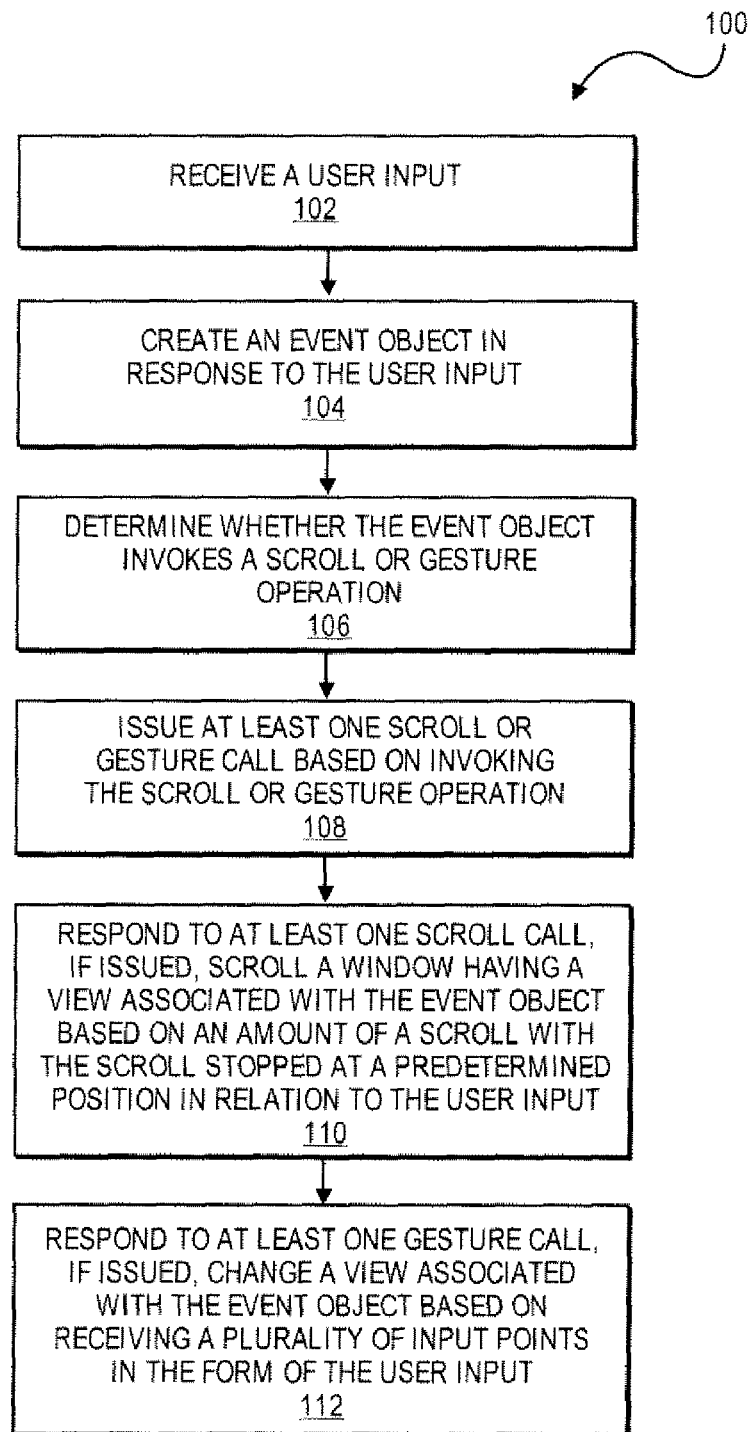 100
RECEIVE A USER INPUT
102
CREATE AN EVENT OBJECT IN
RESPONSE TO THE USER INPUT
104
DETERMINE WHETHER THE EVENT OBJECT
INVOKES A SCROLL OR GESTURE
OPERATION
106
ISSUE AT LEAST ONE SCROLL OR
GESTURE CALL BASED ON INVOKING
THE SCROLL OR GESTURE OPERATION
108
RESPOND TO AT LEAST ONE SCROLL CALL,
IF ISSUED, SCROLL A WINDOW HAVING A
VIEW ASSOCIATED WITH THE EVENT OBJECT
BASED ON AN AMOUNT OF A SCROLL WITH
THE SCROLL STOPPED AT A PREDETERMINED
POSITION IN RELATION TO THE USER INPUT
110
RESPOND TO AT LEAST ONE GESTURE CALL,
IF ISSUED, CHANGE A VIEW ASSOCIATED
WITH THE EVENT OBJECT BASED ON
RECEIVING A PLURALITY OF INPUT POINTS
IN THE FORM OF THE USER INPUT
112